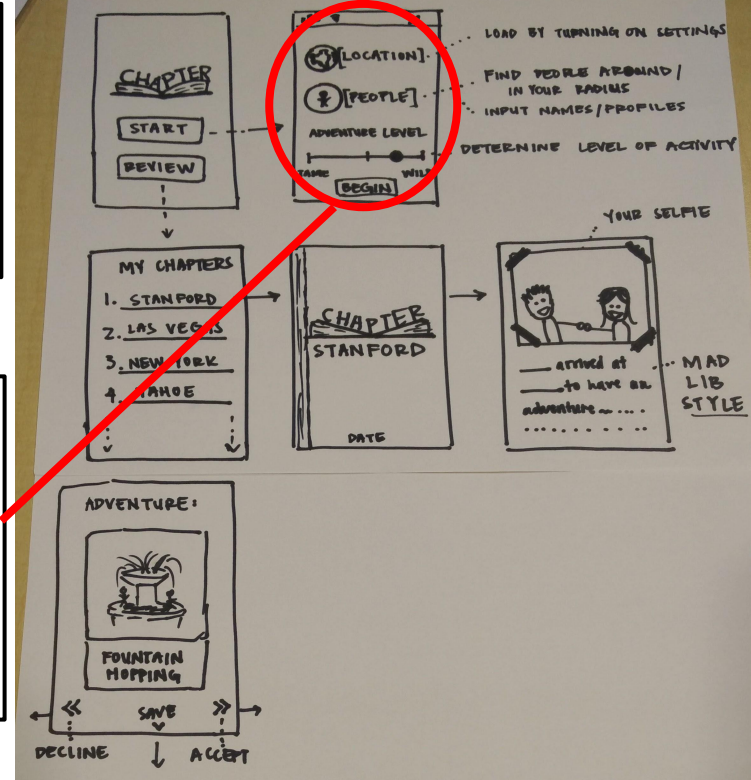 CHAPTER
START
REVIEW
[LOCATION]
[PEOPLE]
ADVENTURE LEVEL
TAME
WILD
BEGIN
LOAD BY TURNING ON SETTINGS
FIND PEOPLE AROUND /
IN YOUR RADIUS
INPUT NAMES/PROFILES
DETERMINE LEVEL OF ACTIVITY
MY CHAPTERS
1. STANFORD
2. LAS VEGAS
3. NEW YORK
4. TAHOE
CHAPTER
STANFORD
DATE
YOUR SELFIE
arrived at
to have an
adventure
MAD
LIB
STYLE
ADVENTURE:
FOUNTAIN
HOPPING
SAVE
DECLINE
ACCEPT